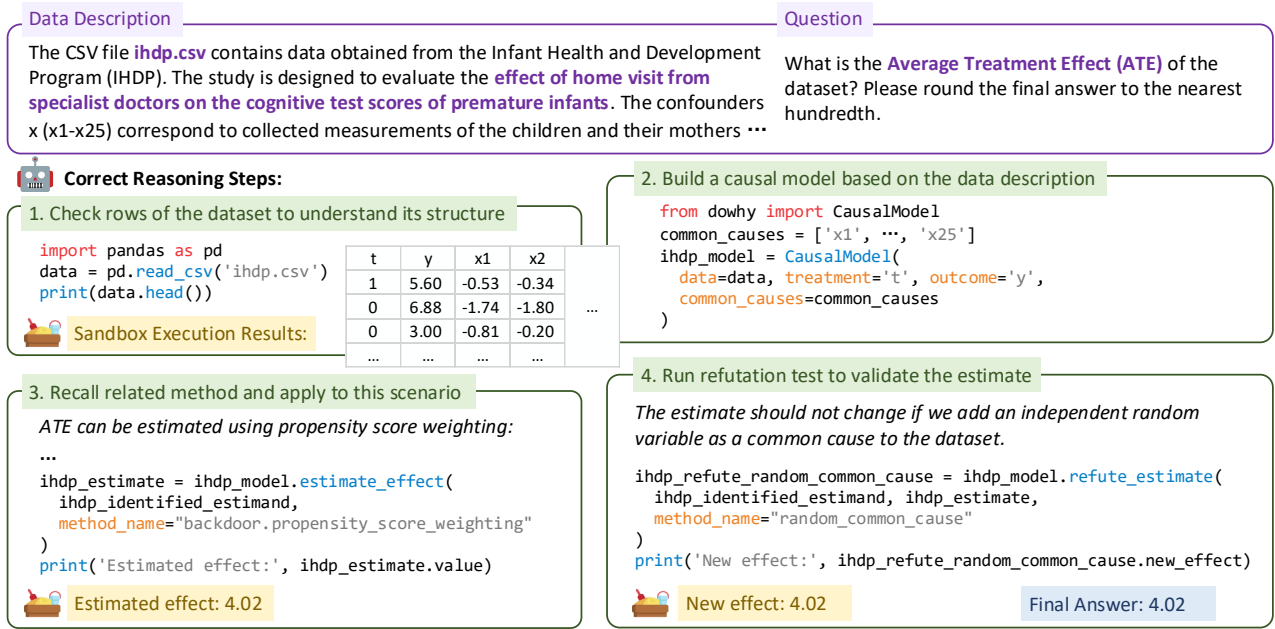 Data Description
The CSV file ihdp.csv contains data obtained from the Infant Health and Development
Program (IHDP). The study is designed to evaluate the effect of home visit from
specialist doctors on the cognitive test scores of premature infants. The confounders
x (x1-x25) correspond to collected measurements of the children and their mothers ⋯
Question
What is the Average Treatment Effect (ATE) of the
dataset? Please round the final answer to the nearest
hundredth.
Correct Reasoning Steps:
1. Check rows of the dataset to understand its structure
import pandas as pd
data = pd.read_csv('ihdp.csv')
print(data.head())
Sandbox Execution Results:
t y x1 x2
1 5.60 -0.53 -0.34
0 6.88 -1.74 -1.80 ...
0 3.00 -0.81 -0.20
... ... ... ...
2. Build a causal model based on the data description
from dowhy import CausalModel
common_causes = ['x1', ⋯, 'x25']
ihdp_model = CausalModel(
data=data, treatment='t', outcome='y',
common_causes=common_causes
)
3. Recall related method and apply to this scenario
ATE can be estimated using propensity score weighting:
...
ihdp_estimate = ihdp_model.estimate_effect(
ihdp_identified_estimand,
method_name="backdoor.propensity_score_weighting"
)
print('Estimated effect:', ihdp_estimate.value)
Estimated effect: 4.02
4. Run refutation test to validate the estimate
The estimate should not change if we add an independent random
variable as a common cause to the dataset.
ihdp_refute_random_common_cause = ihdp_model.refute_estimate(
ihdp_identified_estimand, ihdp_estimate,
method_name="random_common_cause"
)
print('New effect:', ihdp_refute_random_common_cause.new_effect)
New effect: 4.02
Final Answer: 4.02